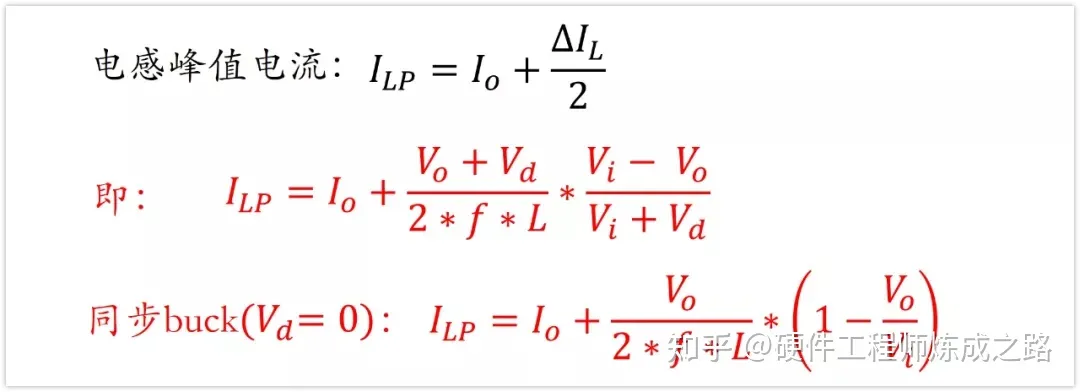 电感峰值电流： I_{LP} = I_o + \frac{ΔI_L}{2}
即： I_{LP} = I_o + \frac{V_o + V_d}{2 * f * L} * \frac{V_i - V_o}{V_i + V_d}
同步buck(V_d = 0)： I_{LP} = I_o + \frac{V_o}{2 * f * L} * \left(1 - \frac{V_o}{V_i}\right)
知乎 @硬件工程师炼成之路